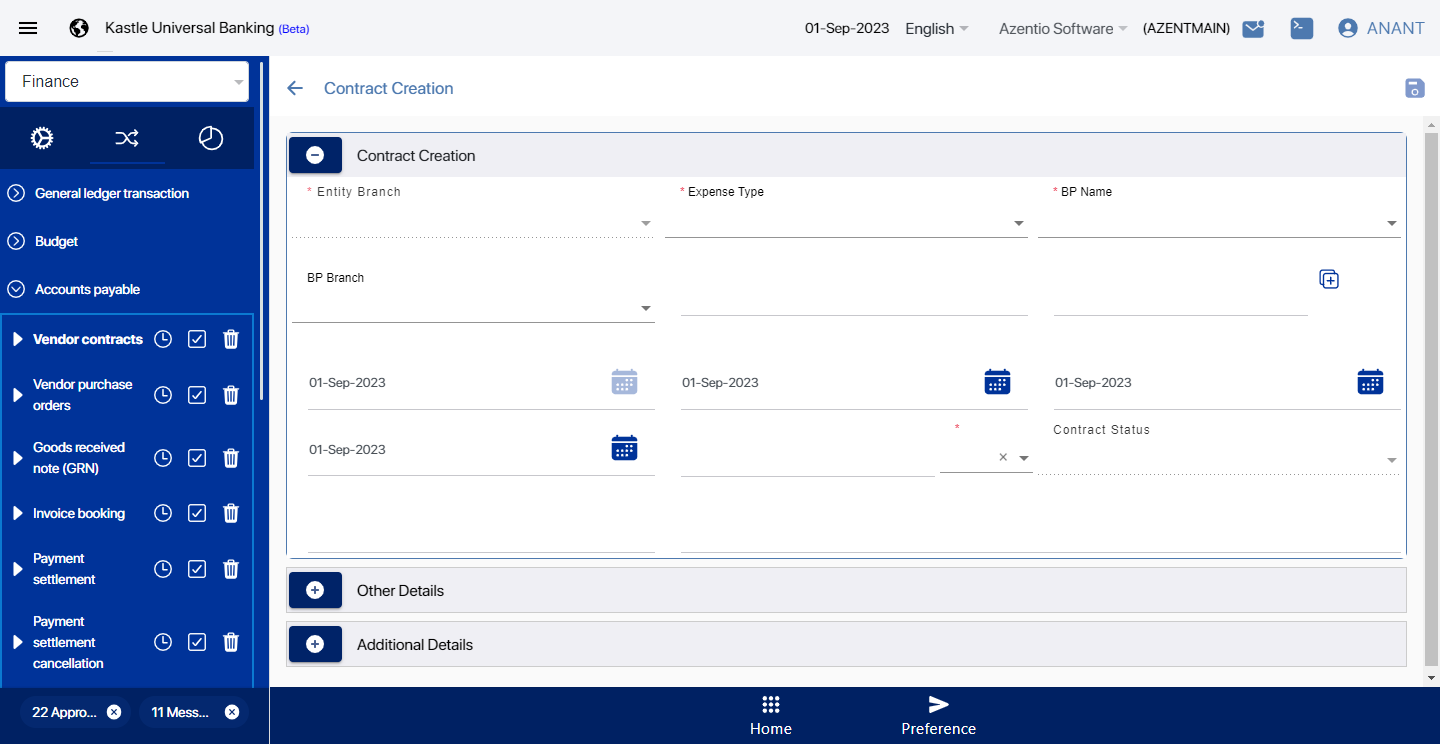 Kastle Universal Banking (Beta)
01-Sep-2023
English
Azentio Software
(AZENTMAIN)
ANANT
Finance
General ledger transaction
Budget
Accounts payable
Vendor contracts
Vendor purchase
orders
Goods received
note (GRN)
Invoice booking
Payment
settlement
Payment
settlement
cancellation
22 Appro...
11 Mess...
Contract Creation
Contract Creation
* Entity Branch
* Expense Type
* BP Name
BP Branch
01-Sep-2023
01-Sep-2023
01-Sep-2023
01-Sep-2023
*
Contract Status
Other Details
Additional Details
Home
Preference